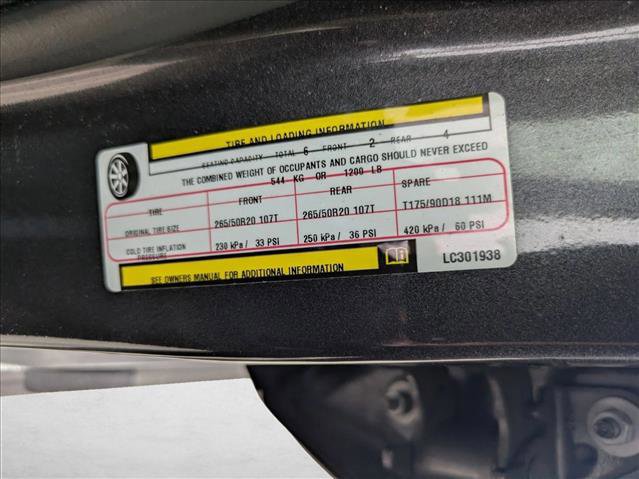 TIRE AND LOADING INFORMATION
SEATING CAPACITY TOTAL 6 FRONT 2 REAR 4
THE COMBINED WEIGHT OF OCCUPANTS AND CARGO SHOULD NEVER EXCEED
544 KG OR 1200 LB
TIRE FRONT REAR SPARE
ORIGINAL TIRE SIZE 265/50R20 107T 265/50R20 107T T175/90D18 111M
COLD TIRE INFLATION PRESSURE 230 kPa / 33 PSI 250 kPa / 36 PSI 420 kPa / 60 PSI
SEE OWNERS MANUAL FOR ADDITIONAL INFORMATION LC301938